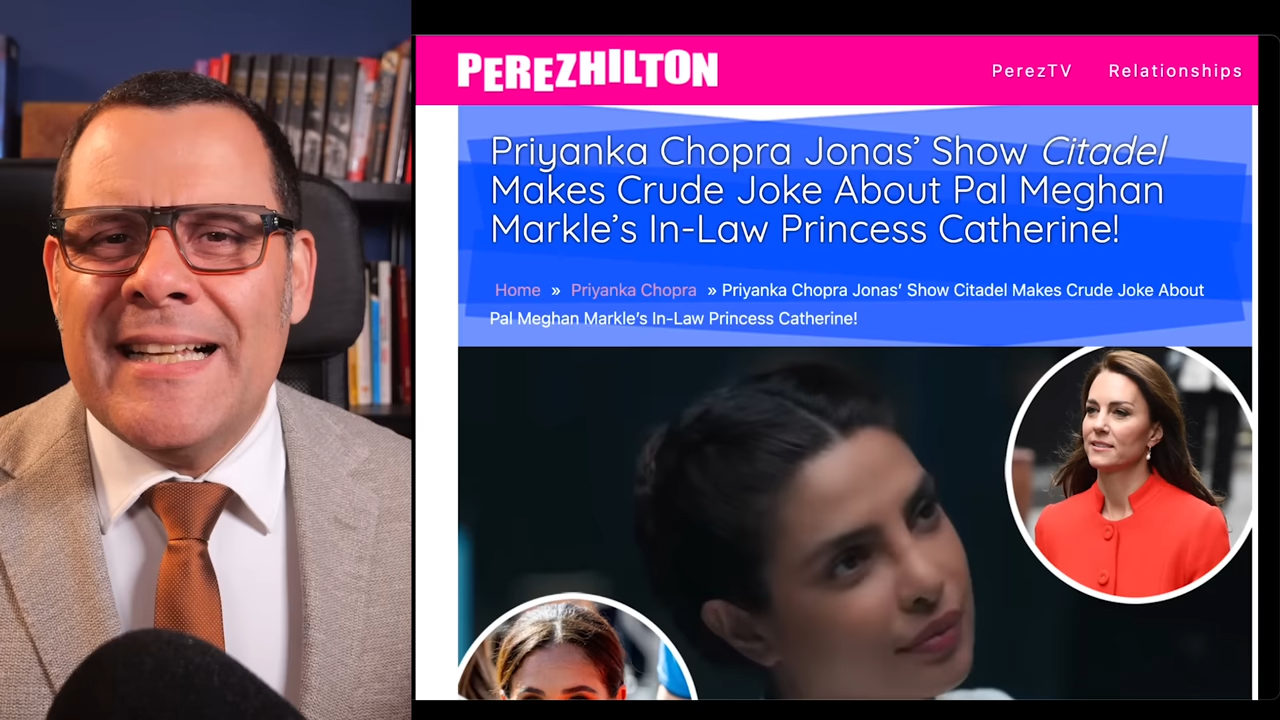 PEREZHILTON
PerezTV Relationships
Priyanka Chopra Jonas’ Show Citadel
Makes Crude Joke About Pal Meghan
Markle’s In-Law Princess Catherine!
Home » Priyanka Chopra » Priyanka Chopra Jonas’ Show Citadel Makes Crude Joke About
Pal Meghan Markle’s In-Law Princess Catherine!